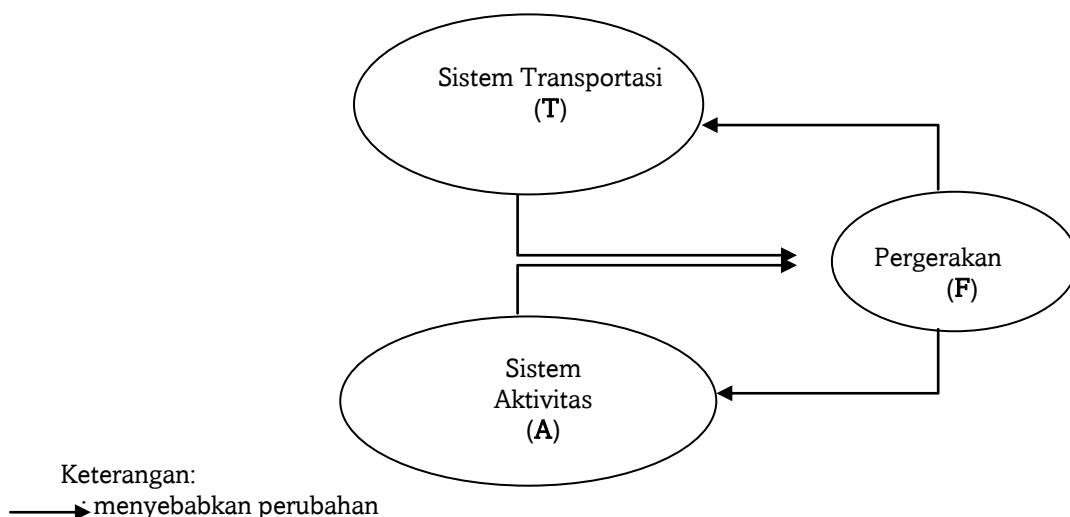 Sistem Transportasi
(T)
Pergerakan
(F)
Sistem
Aktivitas
(A)
Keterangan:
: menyebabkan perubahan